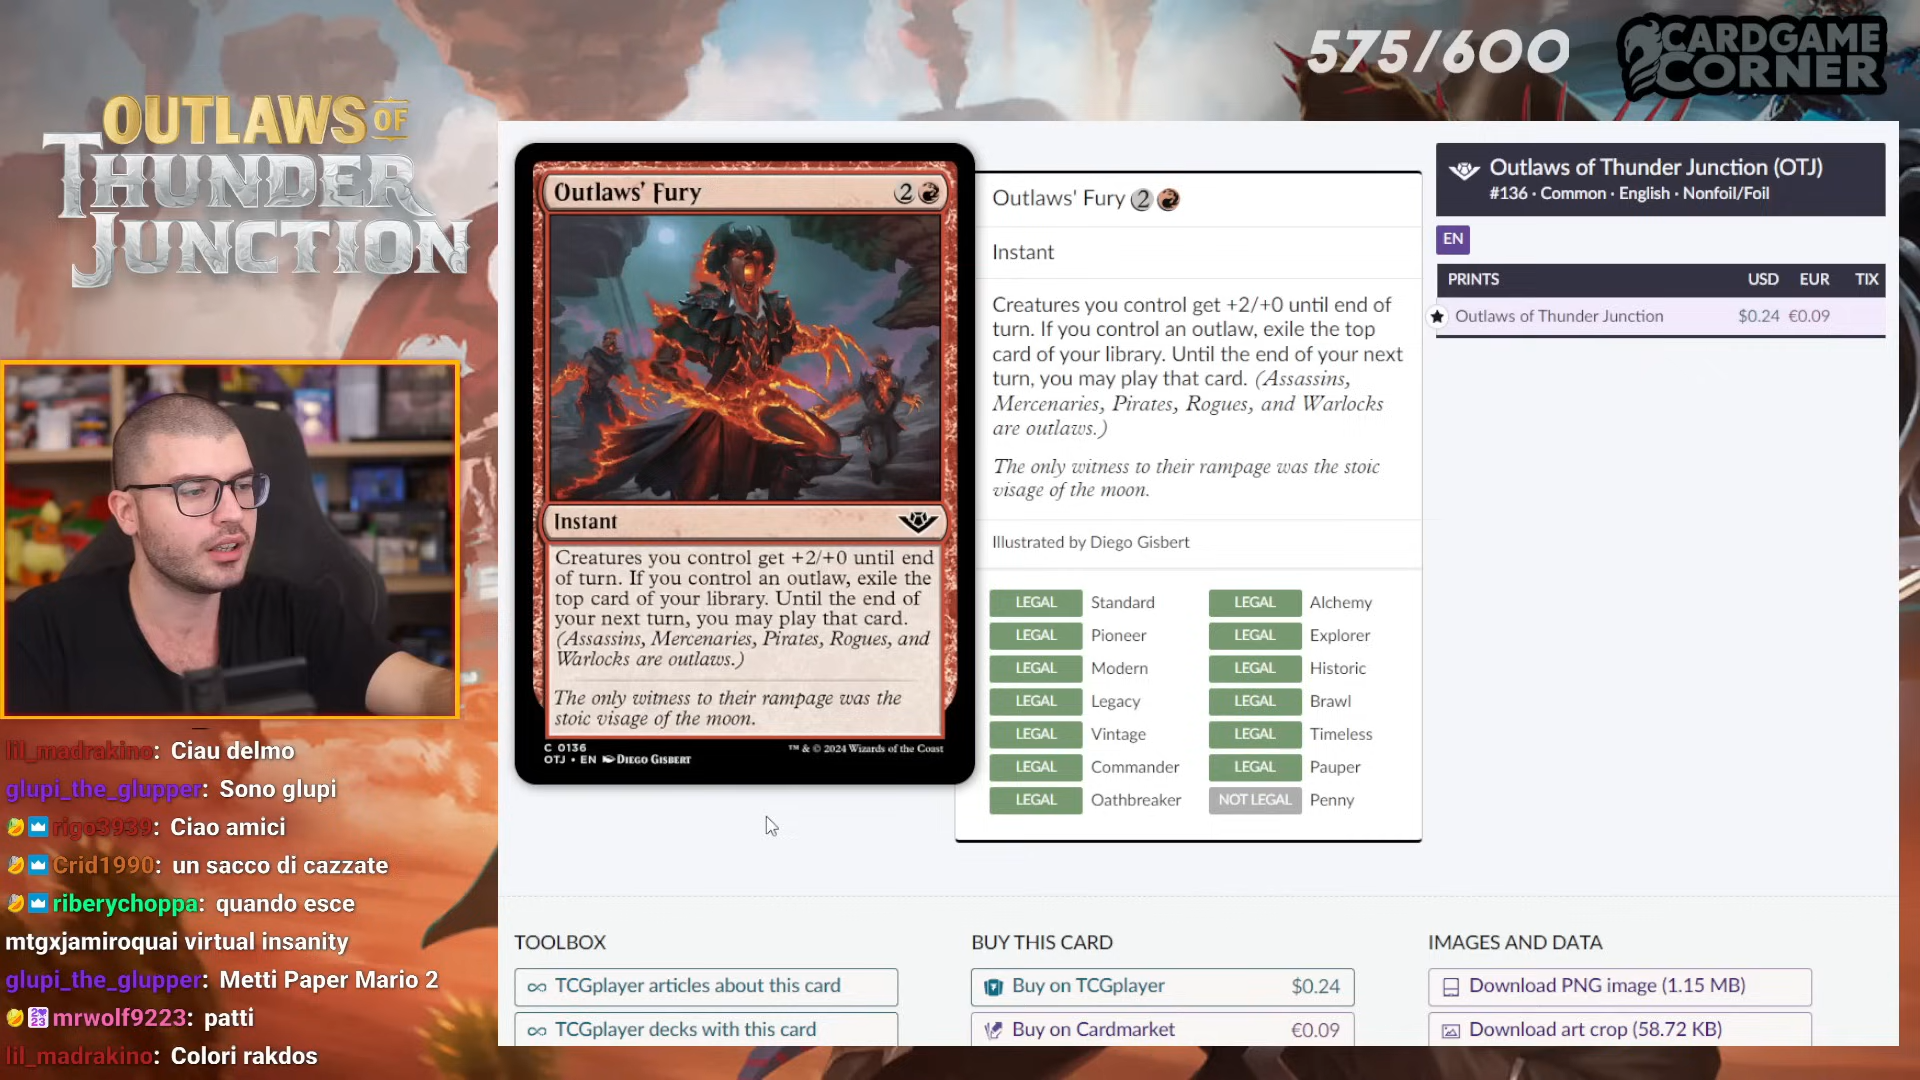 575/600
CARDGAME
CORNER
OUTLAWS OF
THUNDER
JUNCTION
Outlaws' Fury 2
Instant
Creatures you control get +2/+0 until end
of turn. If you control an outlaw, exile the
top card of your library. Until the end of
your next turn, you may play that card.
(Assassins, Mercenaries, Pirates, Rogues, and
Warlocks are outlaws.)
The only witness to their rampage was the
stoic visage of the moon.
C 0136
OTJ • EN DIEGO GISBERT
™ & © 2024 Wizards of the Coast
Outlaws' Fury 2
Instant
Creatures you control get +2/+0 until end of
turn. If you control an outlaw, exile the top
card of your library. Until the end of your next
turn, you may play that card. (Assassins,
Mercenaries, Pirates, Rogues, and Warlocks
are outlaws.)
The only witness to their rampage was the stoic
visage of the moon.
Illustrated by Diego Gisbert
LEGAL Standard LEGAL Alchemy
LEGAL Pioneer LEGAL Explorer
LEGAL Modern LEGAL Historic
LEGAL Legacy LEGAL Brawl
LEGAL Vintage LEGAL Timeless
LEGAL Commander LEGAL Pauper
LEGAL Oathbreaker NOT LEGAL Penny
Outlaws of Thunder Junction (OTJ)
#136 · Common · English · Nonfoil/Foil
EN
PRINTS USD EUR TIX
Outlaws of Thunder Junction $0.24 €0.09
lil_madrakino: Ciau delmo
glupi_the_glupper: Sono glupi
rigo3939: Ciao amici
Crid1990: un sacco di cazzate
riberychoppa: quando esce
mtgxjamiroquai virtual insanity
glupi_the_glupper: Metti Paper Mario 2
mrwolf9223: patti
lil_madrakino: Colori rakdos
TOOLBOX
TCGplayer articles about this card
TCGplayer decks with this card
BUY THIS CARD
Buy on TCGplayer $0.24
Buy on Cardmarket €0.09
IMAGES AND DATA
Download PNG image (1.15 MB)
Download art crop (58.72 KB)